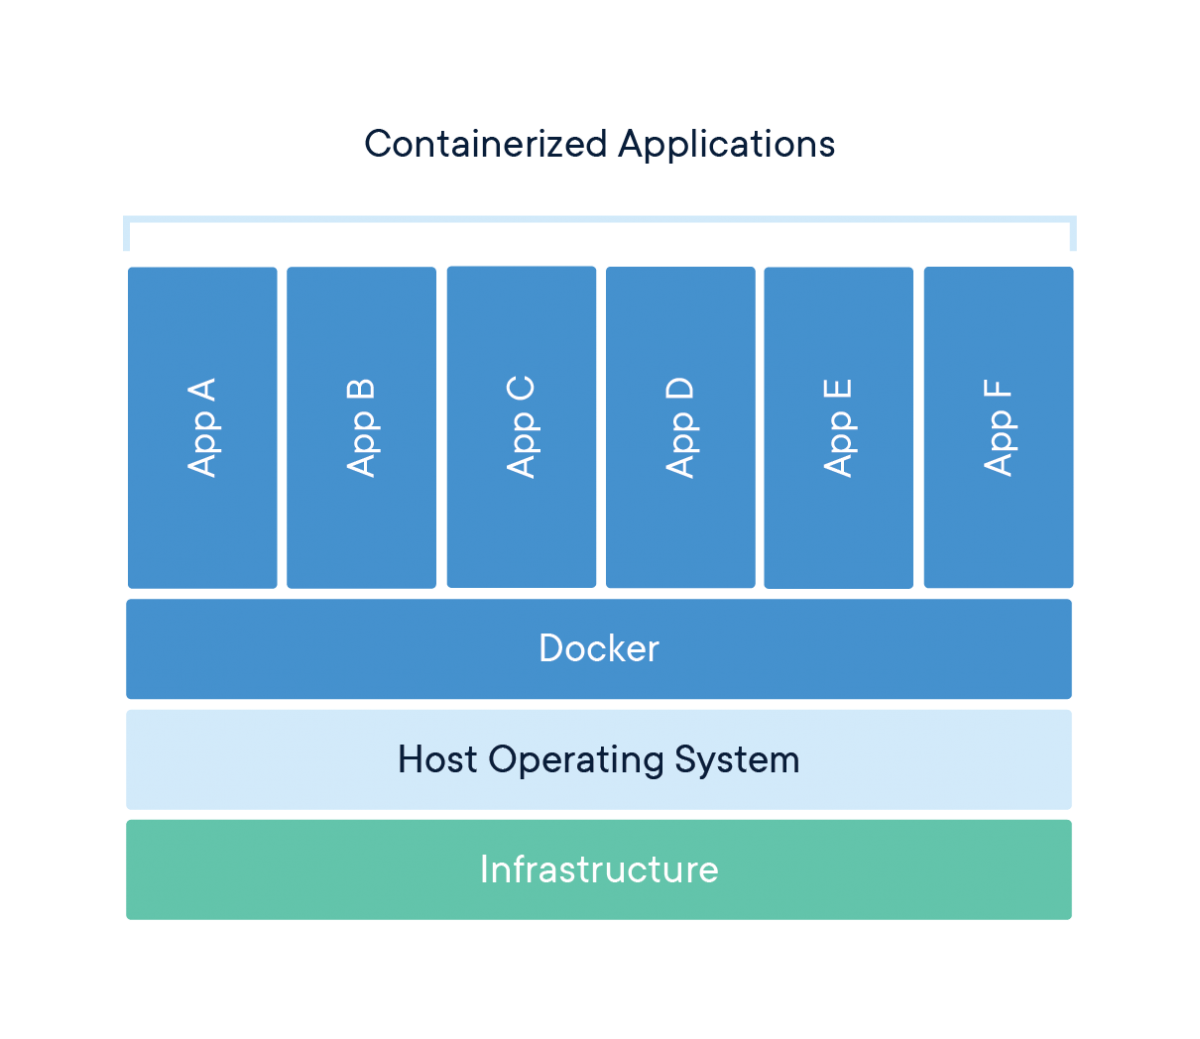 Containerized Applications
App A
App B
App C
App D
App E
App F
Docker
Host Operating System
Infrastructure